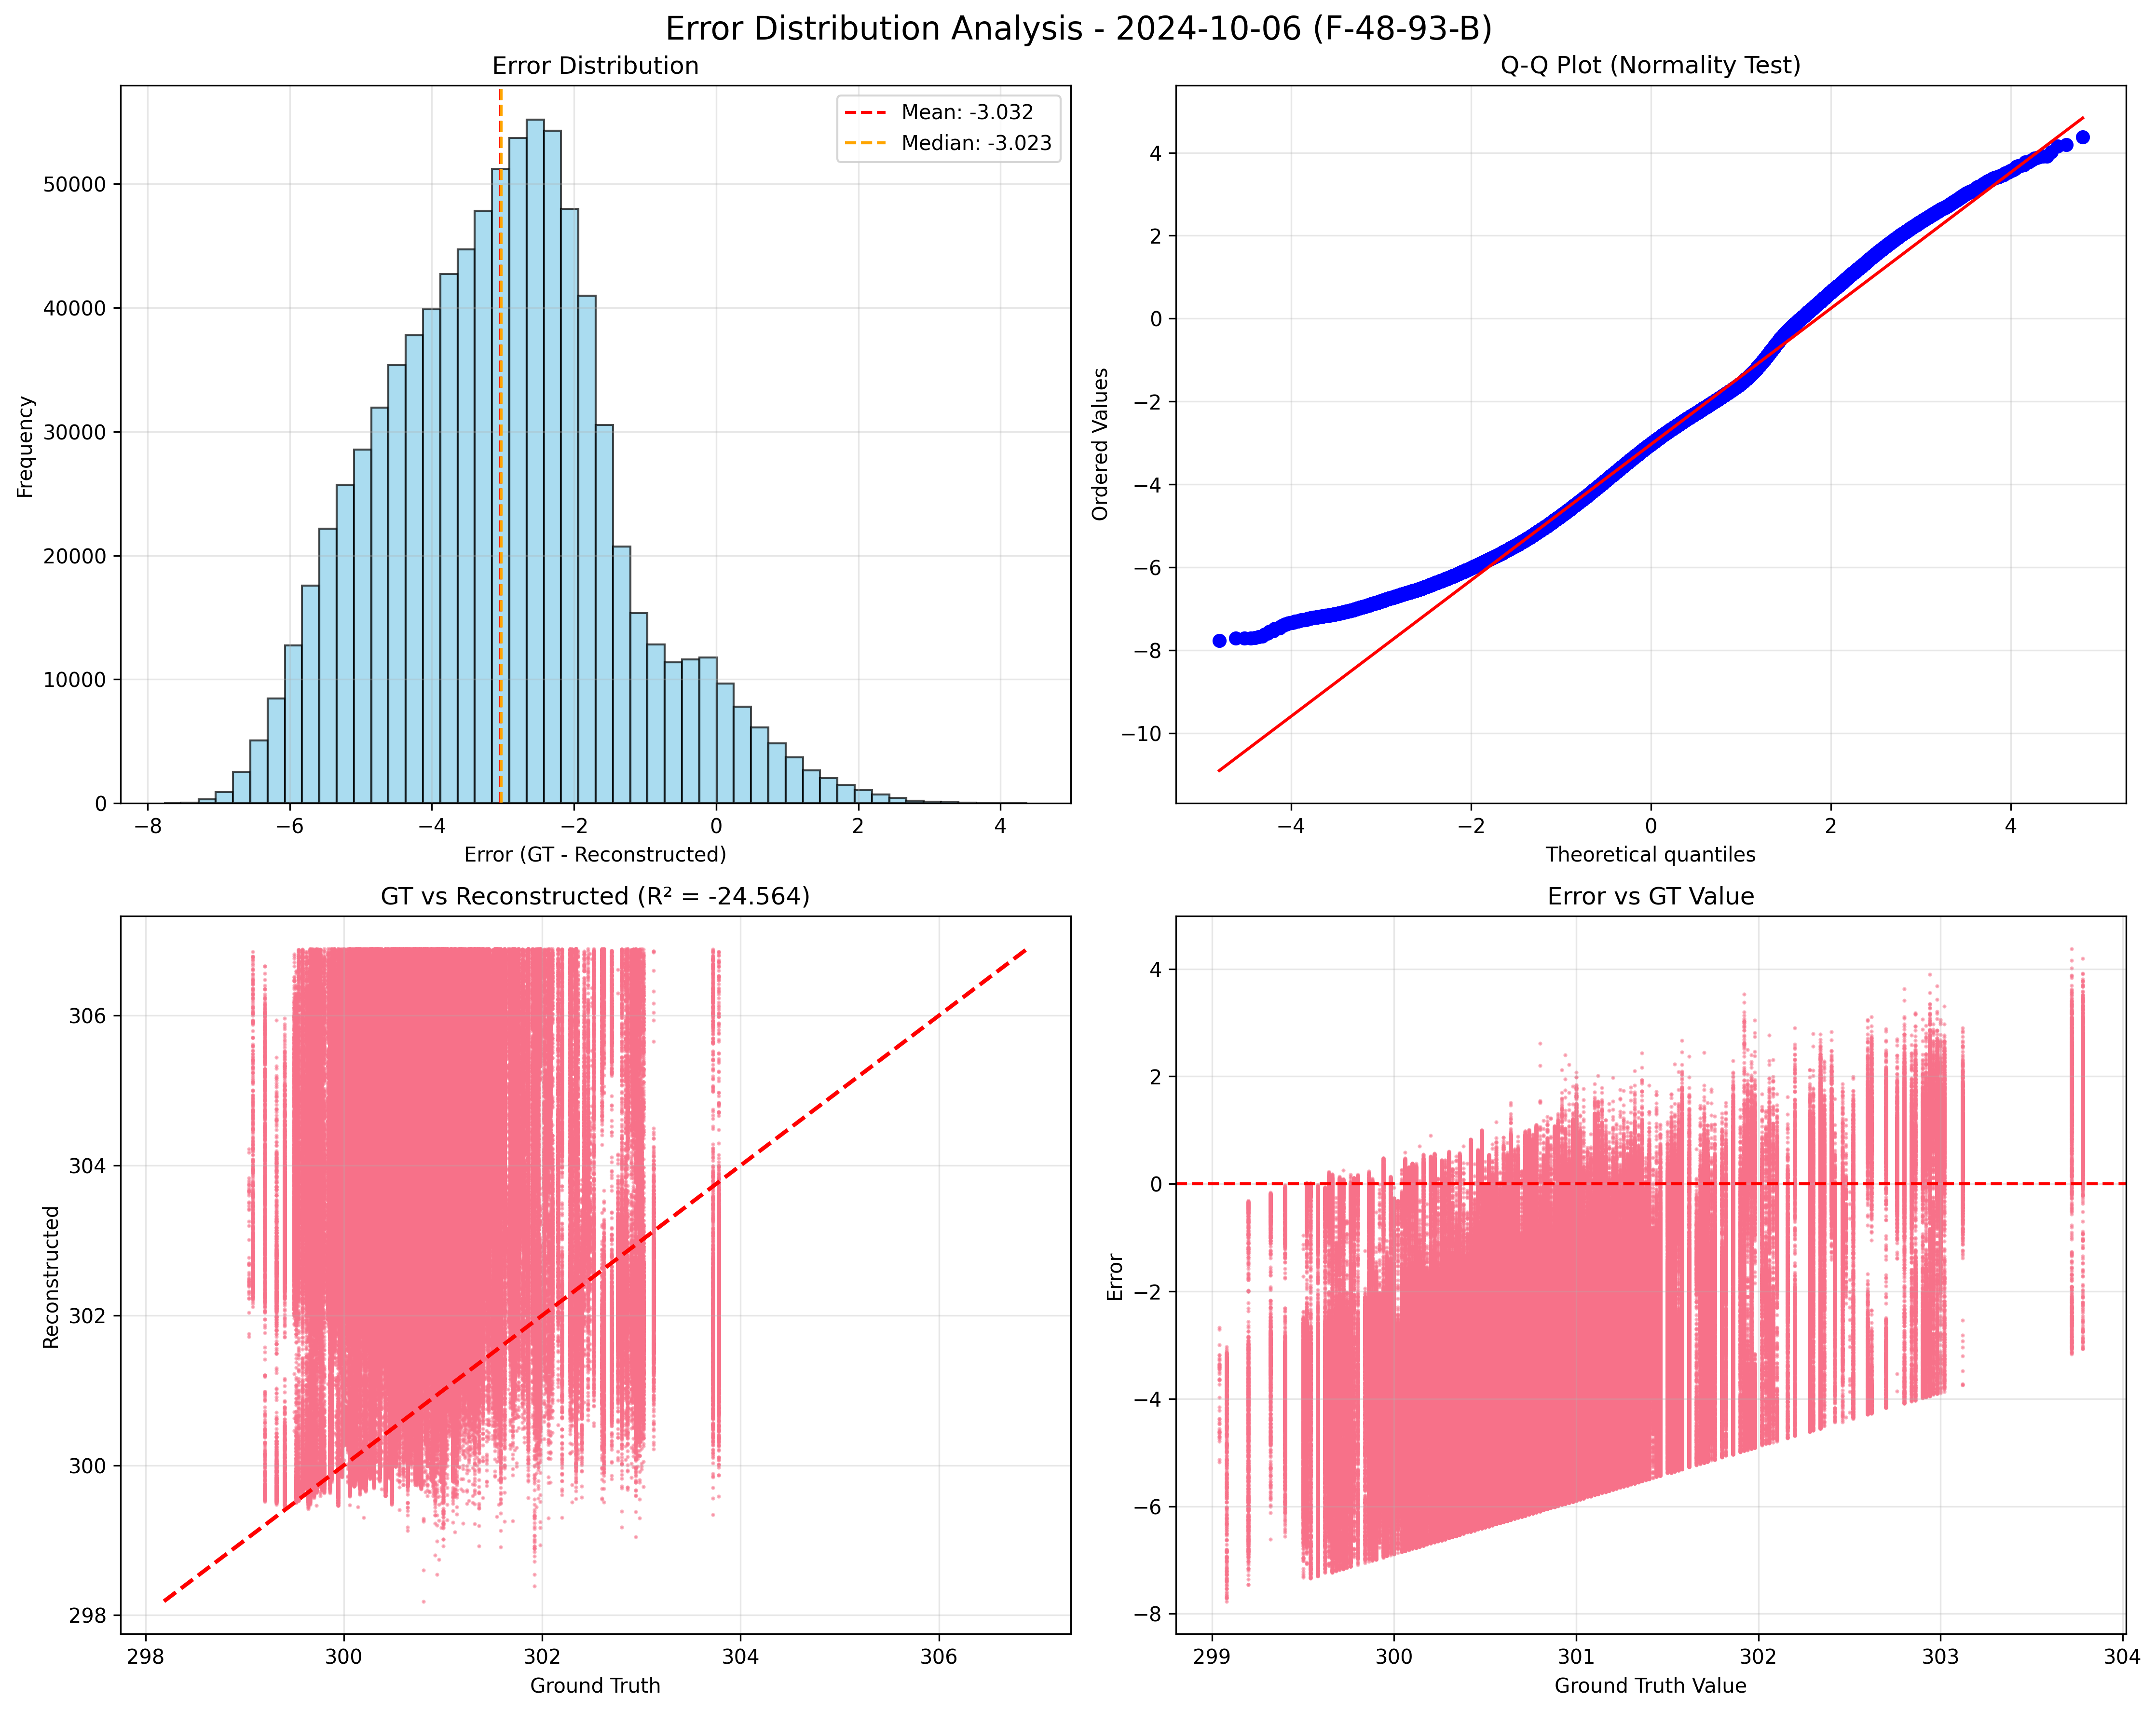 Error Distribution Analysis - 2024-10-06 (F-48-93-B)
Error Distribution
Mean: -3.032
Median: -3.023
Frequency
50000
40000
30000
20000
10000
0
−8 −6 −4 −2 0 2 4
Error (GT - Reconstructed)
Q-Q Plot (Normality Test)
Ordered Values
4
2
0
−2
−4
−6
−8
−10
−4 −2 0 2 4
Theoretical quantiles
GT vs Reconstructed (R² = -24.564)
Reconstructed
306
304
302
300
298
298 300 302 304 306
Ground Truth
Error vs GT Value
Error
4
2
0
−2
−4
−6
−8
299 300 301 302 303 304
Ground Truth Value